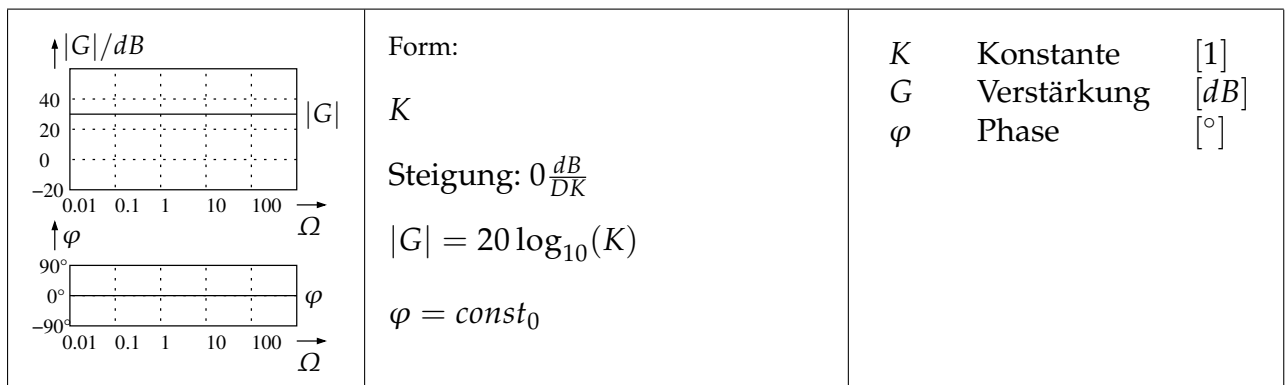 |G|/dB
40
20
0
−20
|G|
0.01 0.1 1 10 100
Ω
φ
90°
0°
−90°
φ
0.01 0.1 1 10 100
Ω
Form:
K
Steigung: 0 dB/DK
|G| = 20 log₁₀(K)
φ = const₀
K Konstante [1]
G Verstärkung [dB]
φ Phase [°]